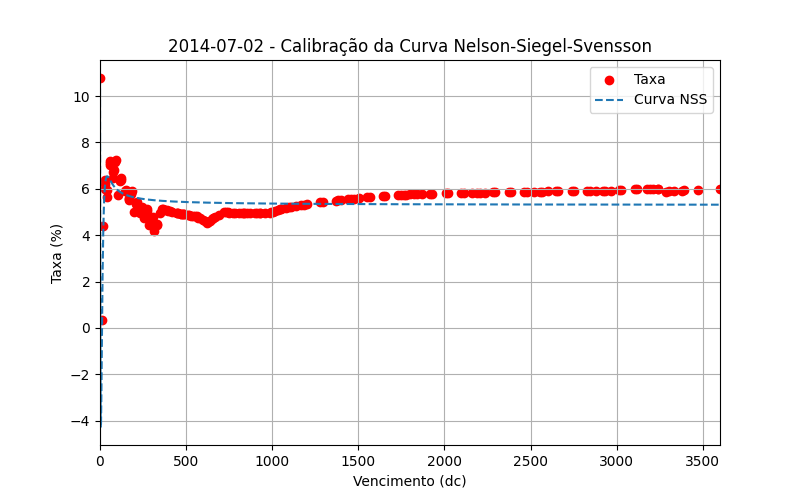 2014-07-02 - Calibração da Curva Nelson-Siegel-Svensson
Taxa
Curva NSS
Taxa (%)
10
8
6
4
2
0
−2
−4
0 500 1000 1500 2000 2500 3000 3500
Vencimento (dc)